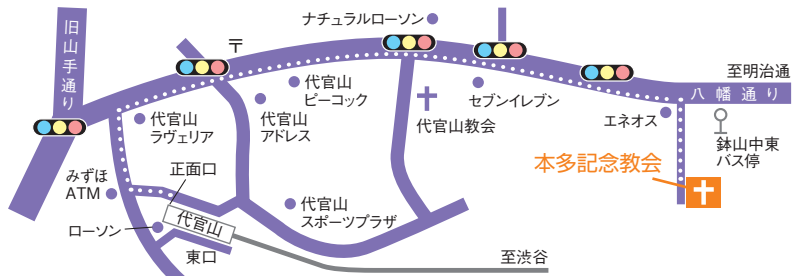 ナチュラルローソン
旧山手通り
〒
至明治通
八幡通り
代官山
ピーコック
セブンイレブン
代官山
ラヴェリア
代官山
アドレス
代官山教会
エネオス
鉢山中東
バス停
本多記念教会
みずほ
ATM
正面口
代官山
スポーツプラザ
代官山
ローソン
東口
至渋谷